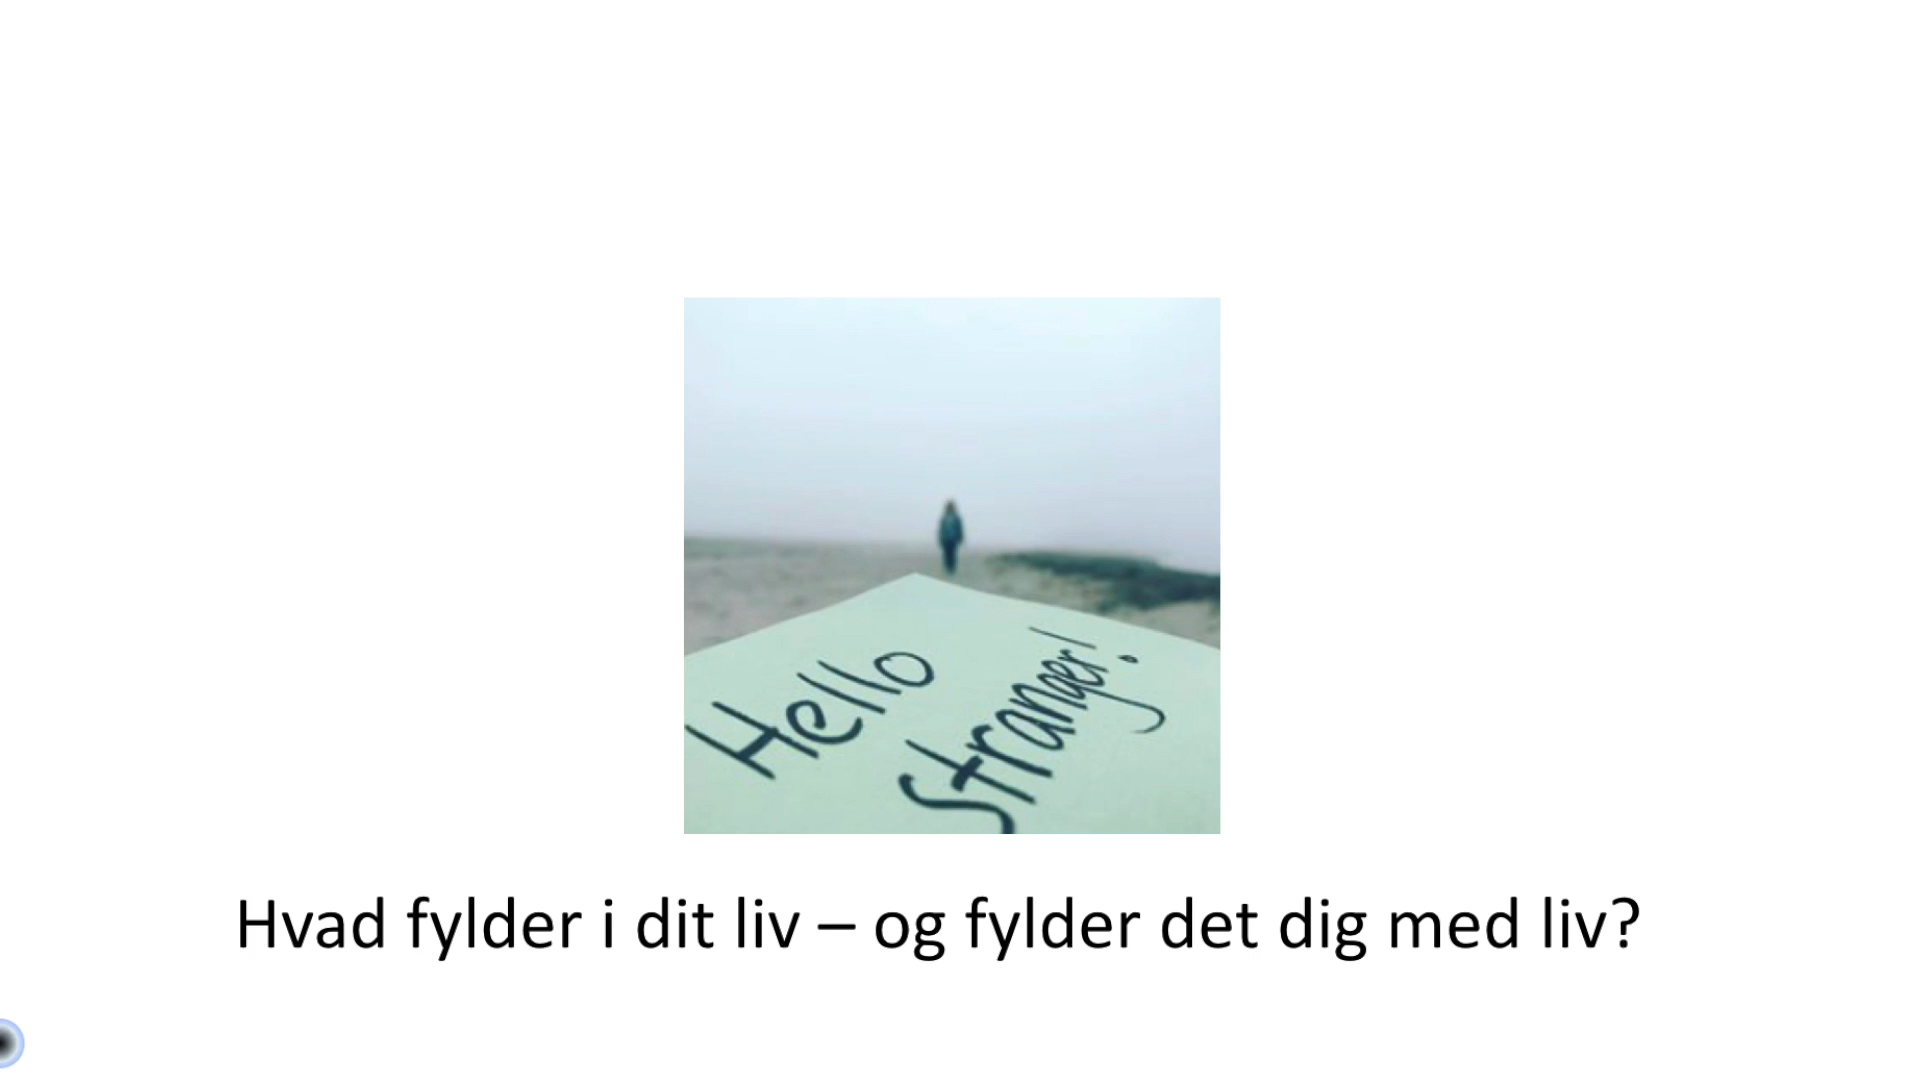 Hello
stranger!
Hvad fylder i dit liv – og fylder det dig med liv?